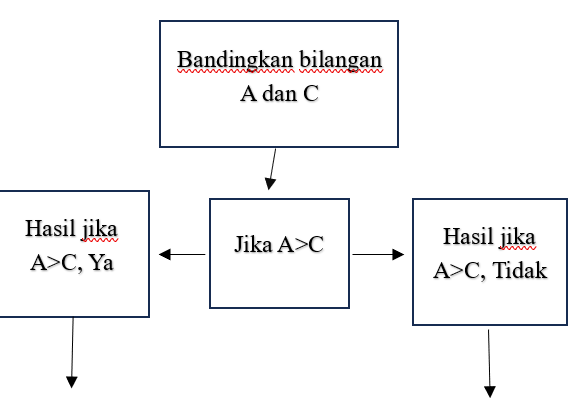 Bandingkan bilangan
A dan C
Hasil jika
A>C, Ya
Jika A>C
Hasil jika
A>C, Tidak